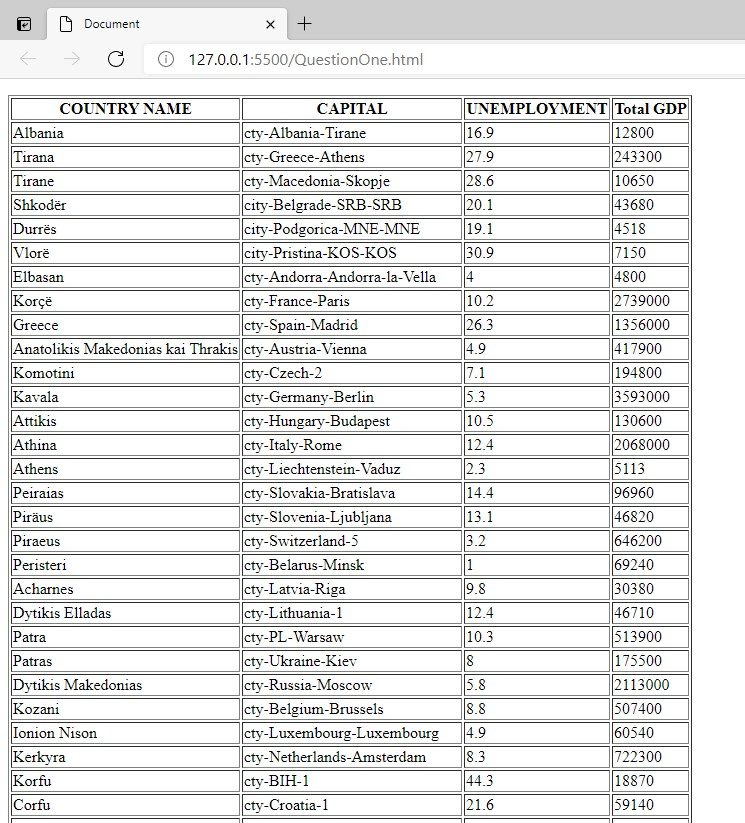 Document
127.0.0.1:5500/QuestionOne.html
COUNTRY NAME CAPITAL UNEMPLOYMENT Total GDP
Albania cty-Albania-Tirane 16.9 12800
Tirana cty-Greece-Athens 27.9 243300
Tirane cty-Macedonia-Skopje 28.6 10650
Shkodër city-Belgrade-SRB-SRB 20.1 43680
Durrës city-Podgorica-MNE-MNE 19.1 4518
Vlorë city-Pristina-KOS-KOS 30.9 7150
Elbasan cty-Andorra-Andorra-la-Vella 4 4800
Korçë cty-France-Paris 10.2 2739000
Greece cty-Spain-Madrid 26.3 1356000
Anatolikis Makedonias kai Thrakis cty-Austria-Vienna 4.9 417900
Komotini cty-Czech-2 7.1 194800
Kavala cty-Germany-Berlin 5.3 3593000
Attikis cty-Hungary-Budapest 10.5 130600
Athina cty-Italy-Rome 12.4 2068000
Athens cty-Liechtenstein-Vaduz 2.3 5113
Peiraias cty-Slovakia-Bratislava 14.4 96960
Piräus cty-Slovenia-Ljubljana 13.1 46820
Piraeus cty-Switzerland-5 3.2 646200
Peristeri cty-Belarus-Minsk 1 69240
Acharnes cty-Latvia-Riga 9.8 30380
Dytikis Elladas cty-Lithuania-1 12.4 46710
Patra cty-PL-Warsaw 10.3 513900
Patras cty-Ukraine-Kiev 8 175500
Dytikis Makedonias cty-Russia-Moscow 5.8 2113000
Kozani cty-Belgium-Brussels 8.8 507400
Ionion Nison cty-Luxembourg-Luxembourg 4.9 60540
Kerkyra cty-Netherlands-Amsterdam 8.3 722300
Korfu cty-BIH-1 44.3 18870
Corfu cty-Croatia-1 21.6 59140